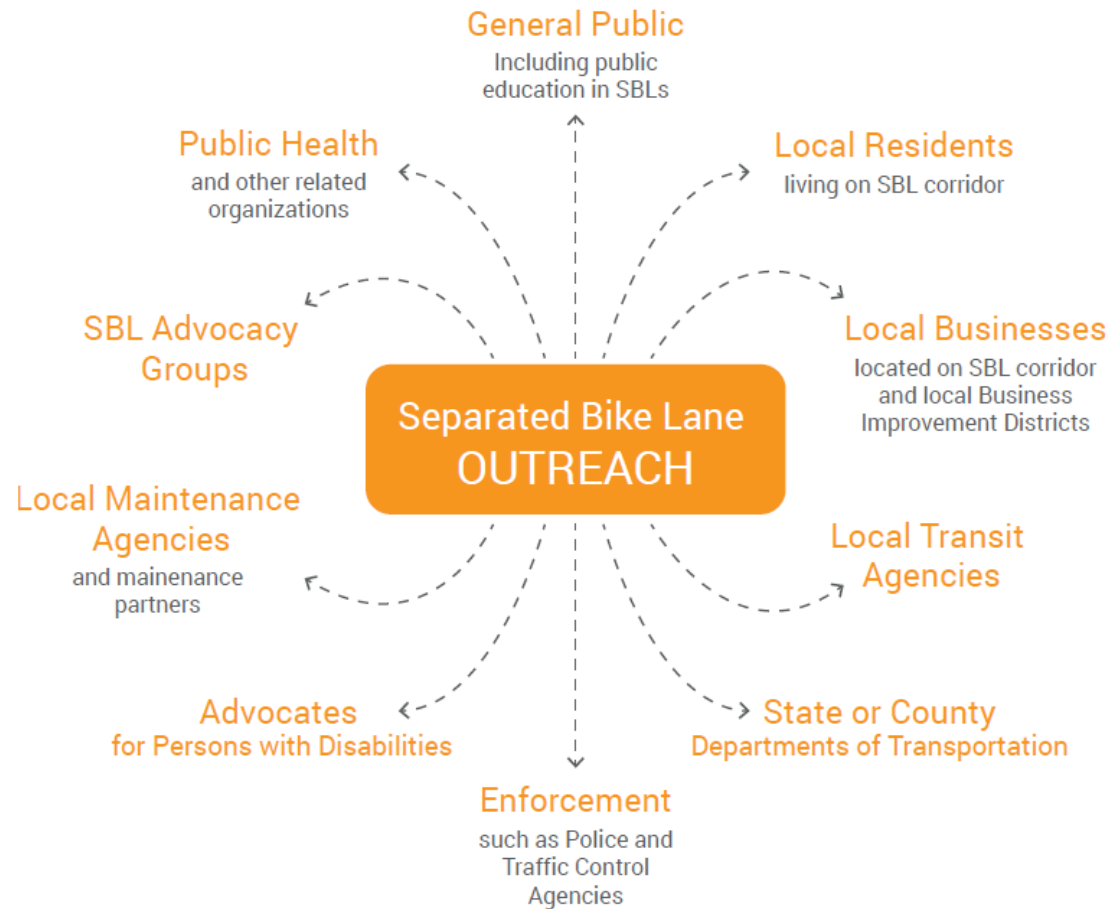 General Public
Including public
education in SBLs
Public Health
and other related
organizations
Local Residents
living on SBL corridor
SBL Advocacy
Groups
Local Businesses
located on SBL corridor
and local Business
Improvement Districts
Separated Bike Lane
OUTREACH
Local Maintenance
Agencies
and mainenance
partners
Local Transit
Agencies
Advocates
for Persons with Disabilities
State or County
Departments of Transportation
Enforcement
such as Police and
Traffic Control
Agencies